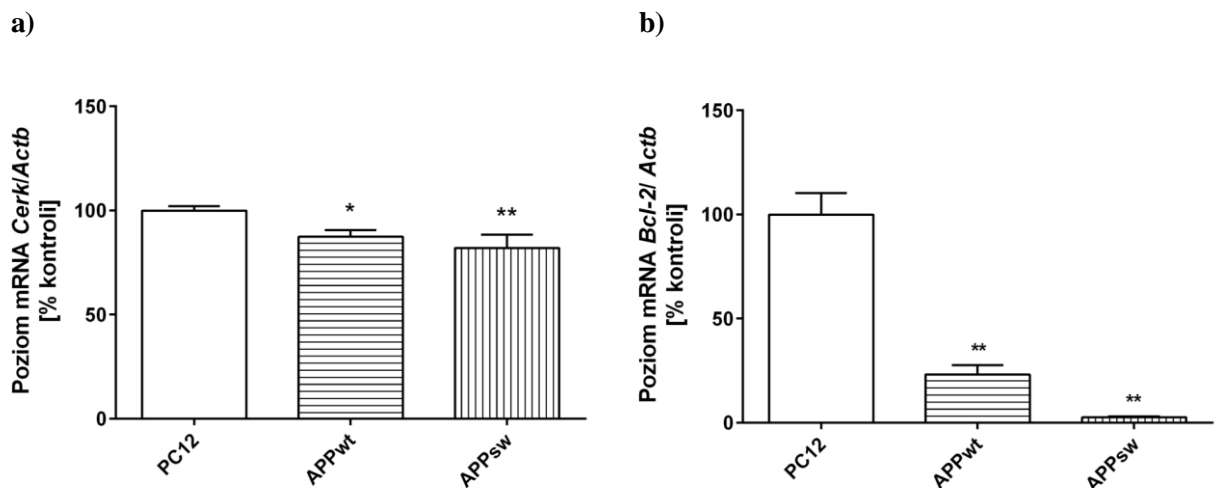 a)
Poziom mRNA Cerk/Actb
[% kontroli]
150
100
50
0
*
**
PC12
APPwt
APPsw
b)
Poziom mRNA Bcl-2/ Actb
[% kontroli]
150
100
50
0
**
**
PC12
APPwt
APPsw